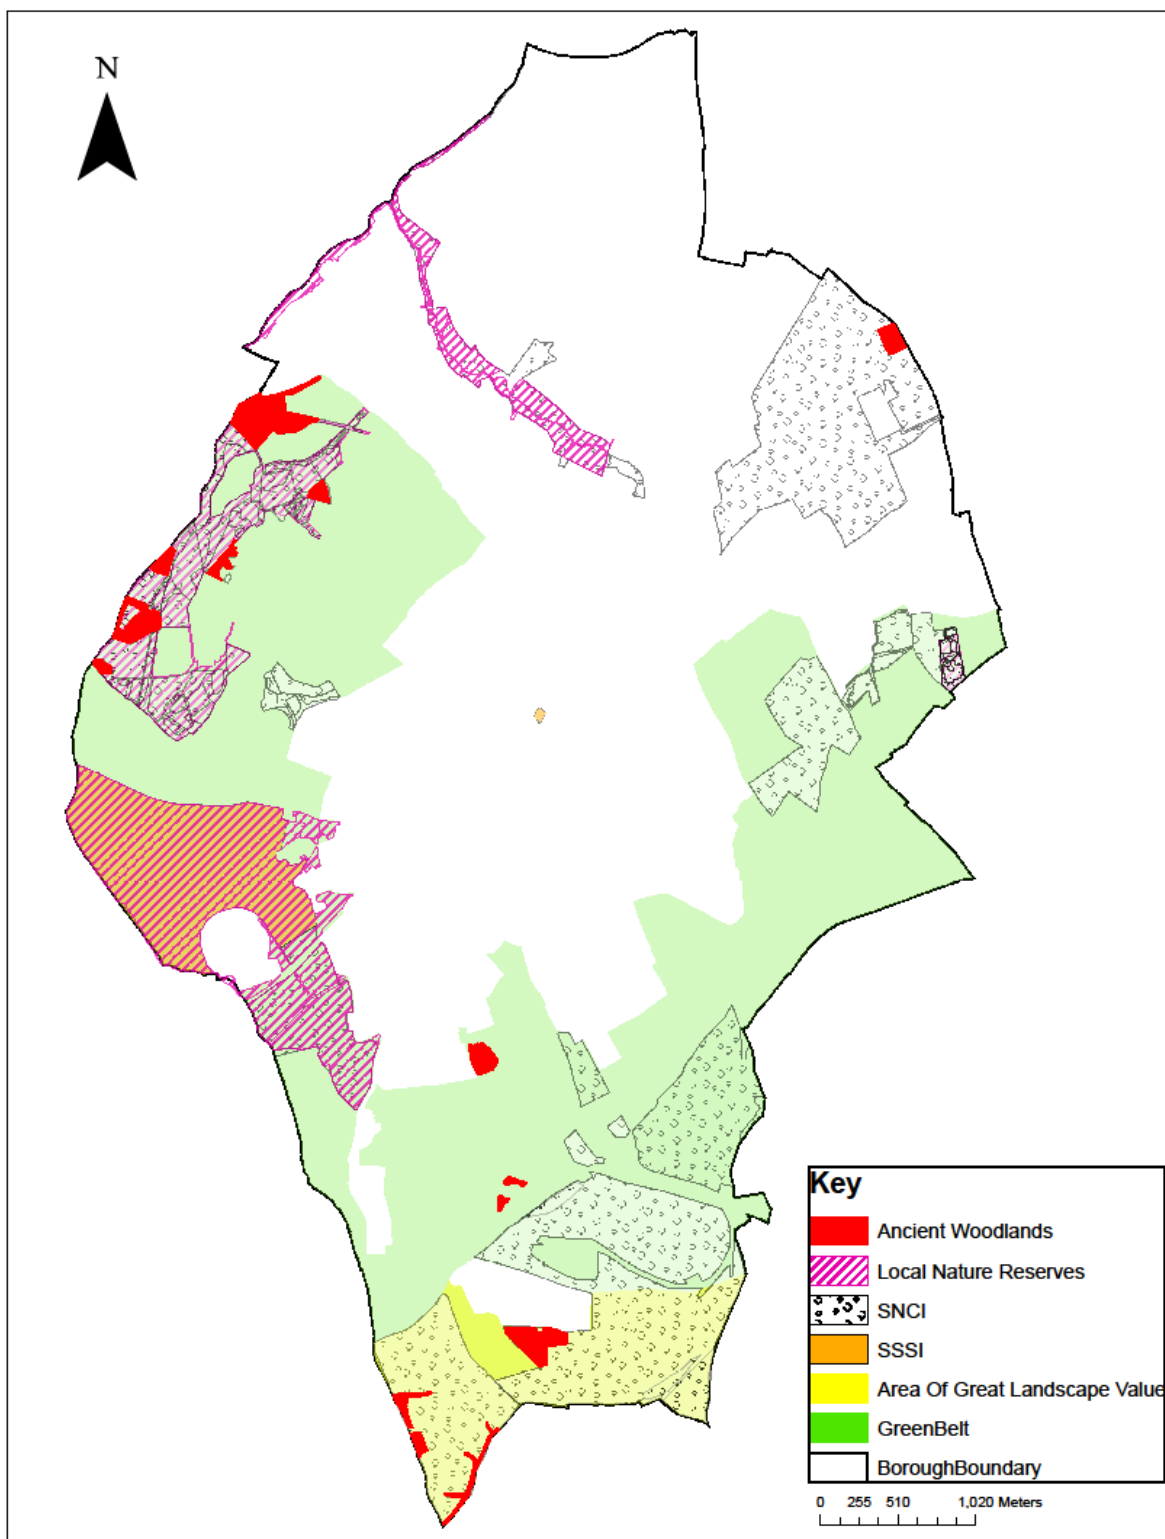 N
Key
Ancient Woodlands
Local Nature Reserves
SNCI
SSSI
Area Of Great Landscape Value
GreenBelt
BoroughBoundary
0 255 510 1,020 Meters